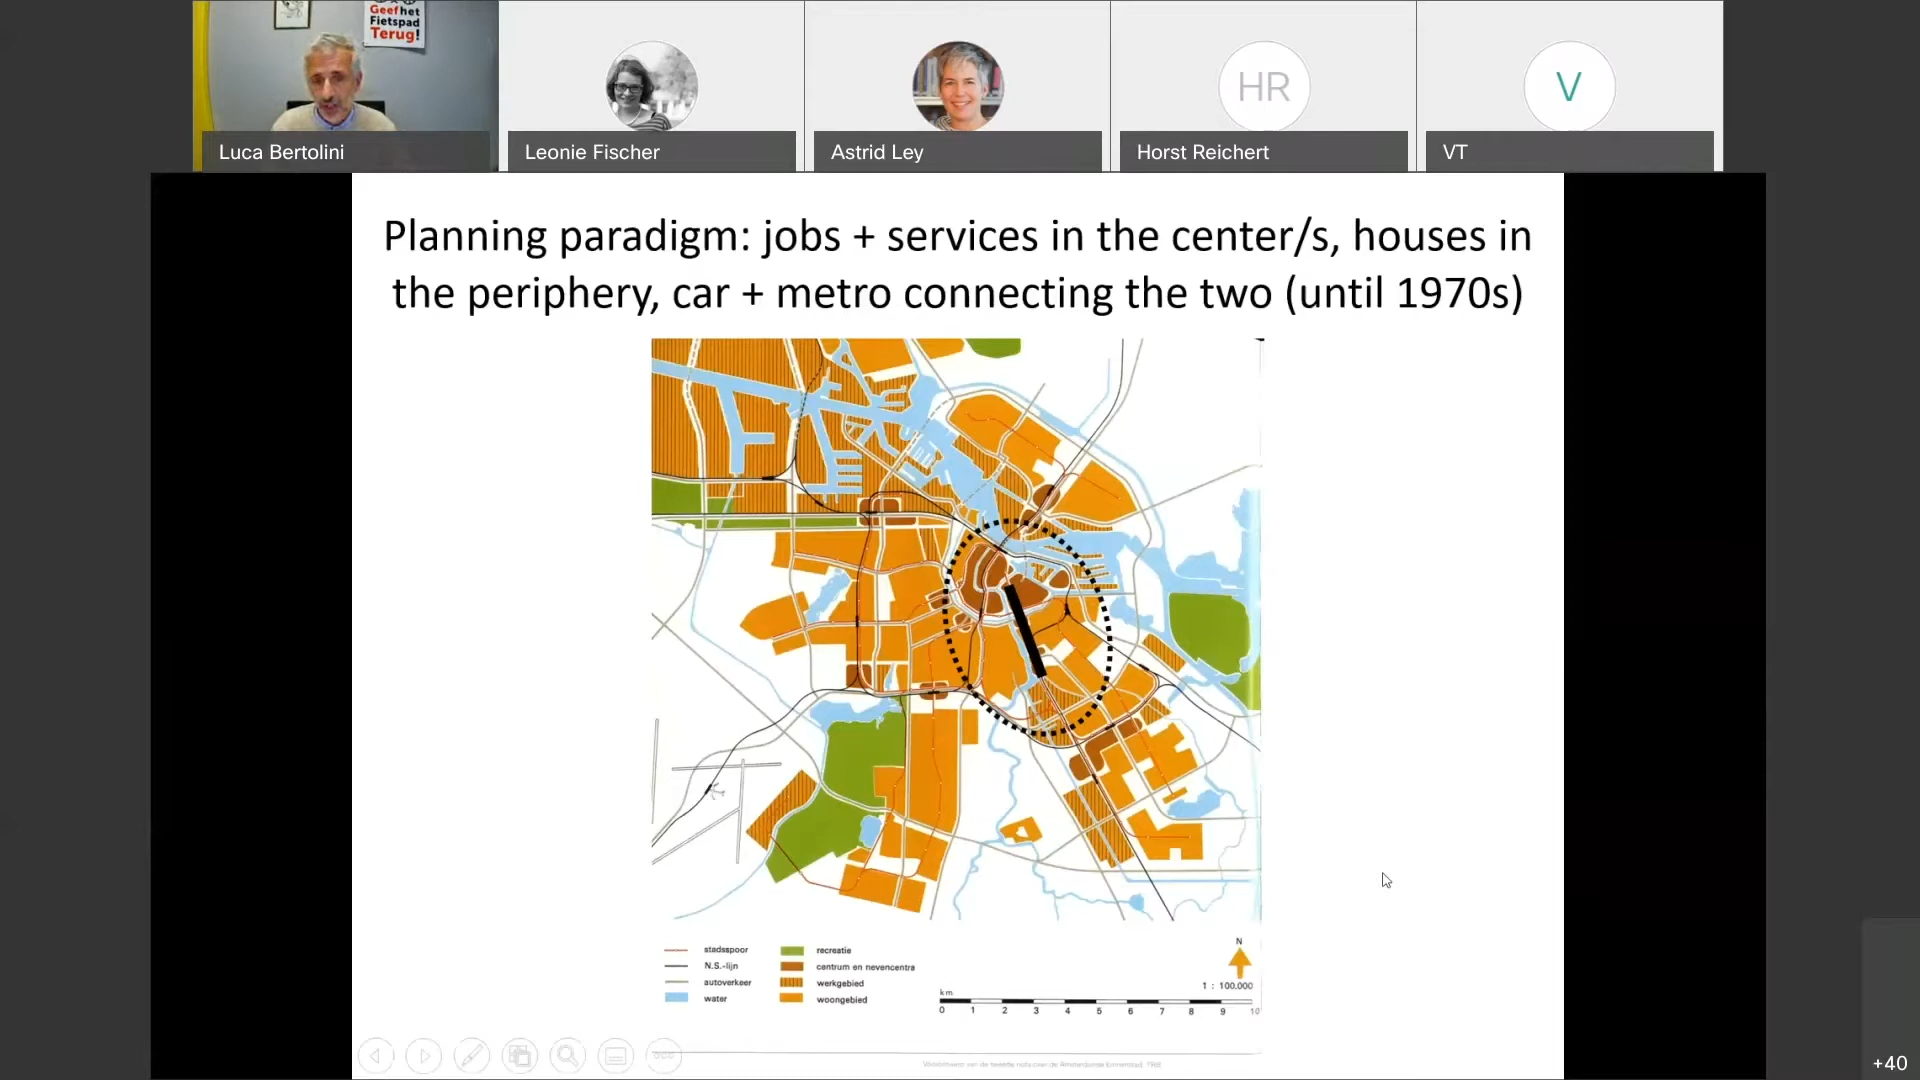 Geef het
Fietspad
Terug!
HR
V
Luca Bertolini
Leonie Fischer
Astrid Ley
Horst Reichert
VT
Planning paradigm: jobs + services in the center/s, houses in
the periphery, car + metro connecting the two (until 1970s)
stadsspoor
N.S.-lijn
autoverkeer
water
recreatie
centrum en nevencentra
werkgebied
woongebied
N
1 : 100.000
km
0 1 2 3 4 5 6 7 8 9 10
+40